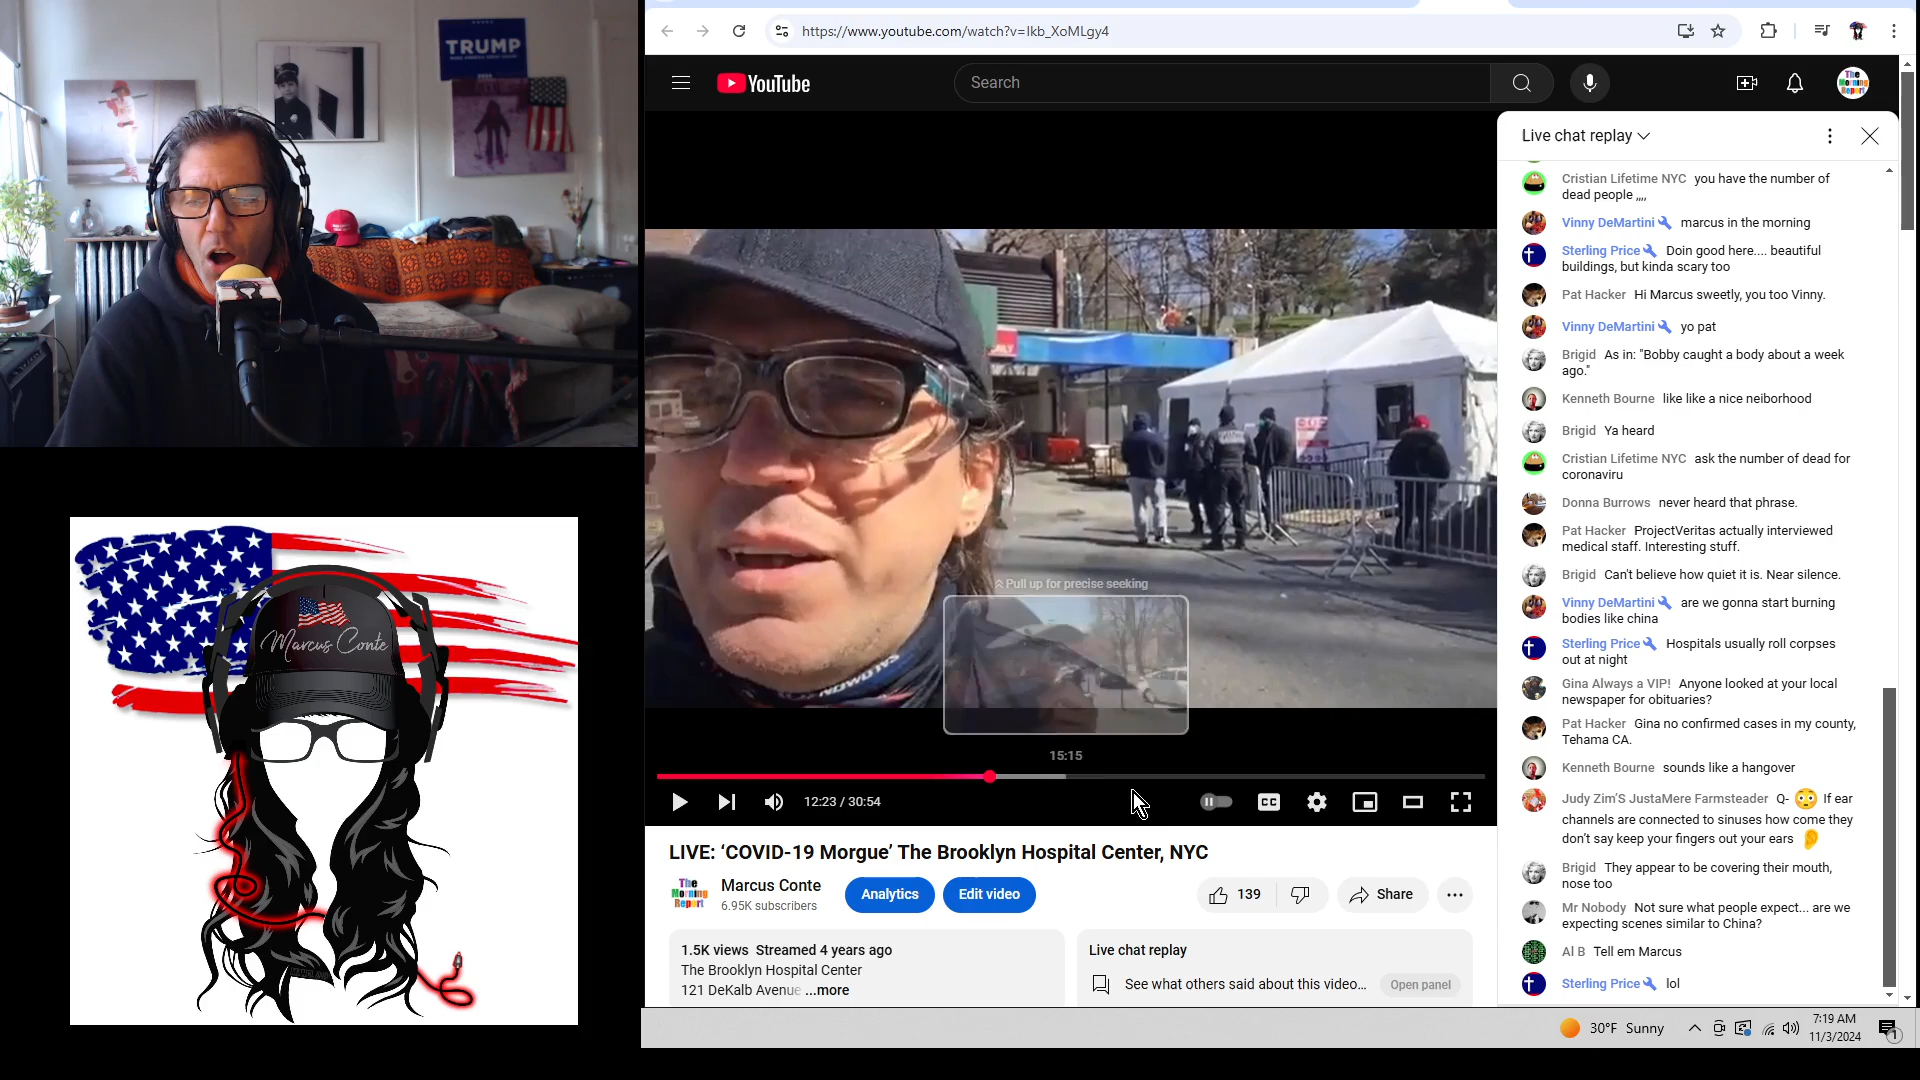 TRUMP
Marcus Conte
https://www.youtube.com/watch?v=Ikb_XoMLgy4
YouTube
Search
The
Morning
Report
Live chat replay
Cristian Lifetime NYC you have the number of
dead people ,,,,
Vinny DeMartini marcus in the morning
Sterling Price Doin good here.... beautiful
buildings, but kinda scary too
Pat Hacker Hi Marcus sweetly, you too Vinny.
Vinny DeMartini yo pat
Brigid As in: "Bobby caught a body about a week
ago."
Kenneth Bourne like like a nice neiborhood
Brigid Ya heard
Cristian Lifetime NYC ask the number of dead for
coronaviru
Donna Burrows never heard that phrase.
Pat Hacker ProjectVeritas actually interviewed
medical staff. Interesting stuff.
Brigid Can't believe how quiet it is. Near silence.
Vinny DeMartini are we gonna start burning
bodies like china
Sterling Price Hospitals usually roll corpses
out at night
Gina Always a VIP! Anyone looked at your local
newspaper for obituaries?
Pat Hacker Gina no confirmed cases in my county,
Tehama CA.
Kenneth Bourne sounds like a hangover
Judy Zim'S JustaMere Farmsteader Q- 😳 If ear
channels are connected to sinuses how come they
don't say keep your fingers out your ears 👂
Brigid They appear to be covering their mouth,
nose too
Mr Nobody Not sure what people expect... are we
expecting scenes similar to China?
Al B Tell em Marcus
Sterling Price lol
Pull up for precise seeking
15:15
12:23 / 30:54
CC
LIVE: ‘COVID-19 Morgue’ The Brooklyn Hospital Center, NYC
The
Morning
Report
Marcus Conte
6.95K subscribers
Analytics
Edit video
139
Share
1.5K views Streamed 4 years ago
The Brooklyn Hospital Center
121 DeKalb Avenue ...more
Live chat replay
See what others said about this video...
Open panel
30°F Sunny
7:19 AM
11/3/2024
1